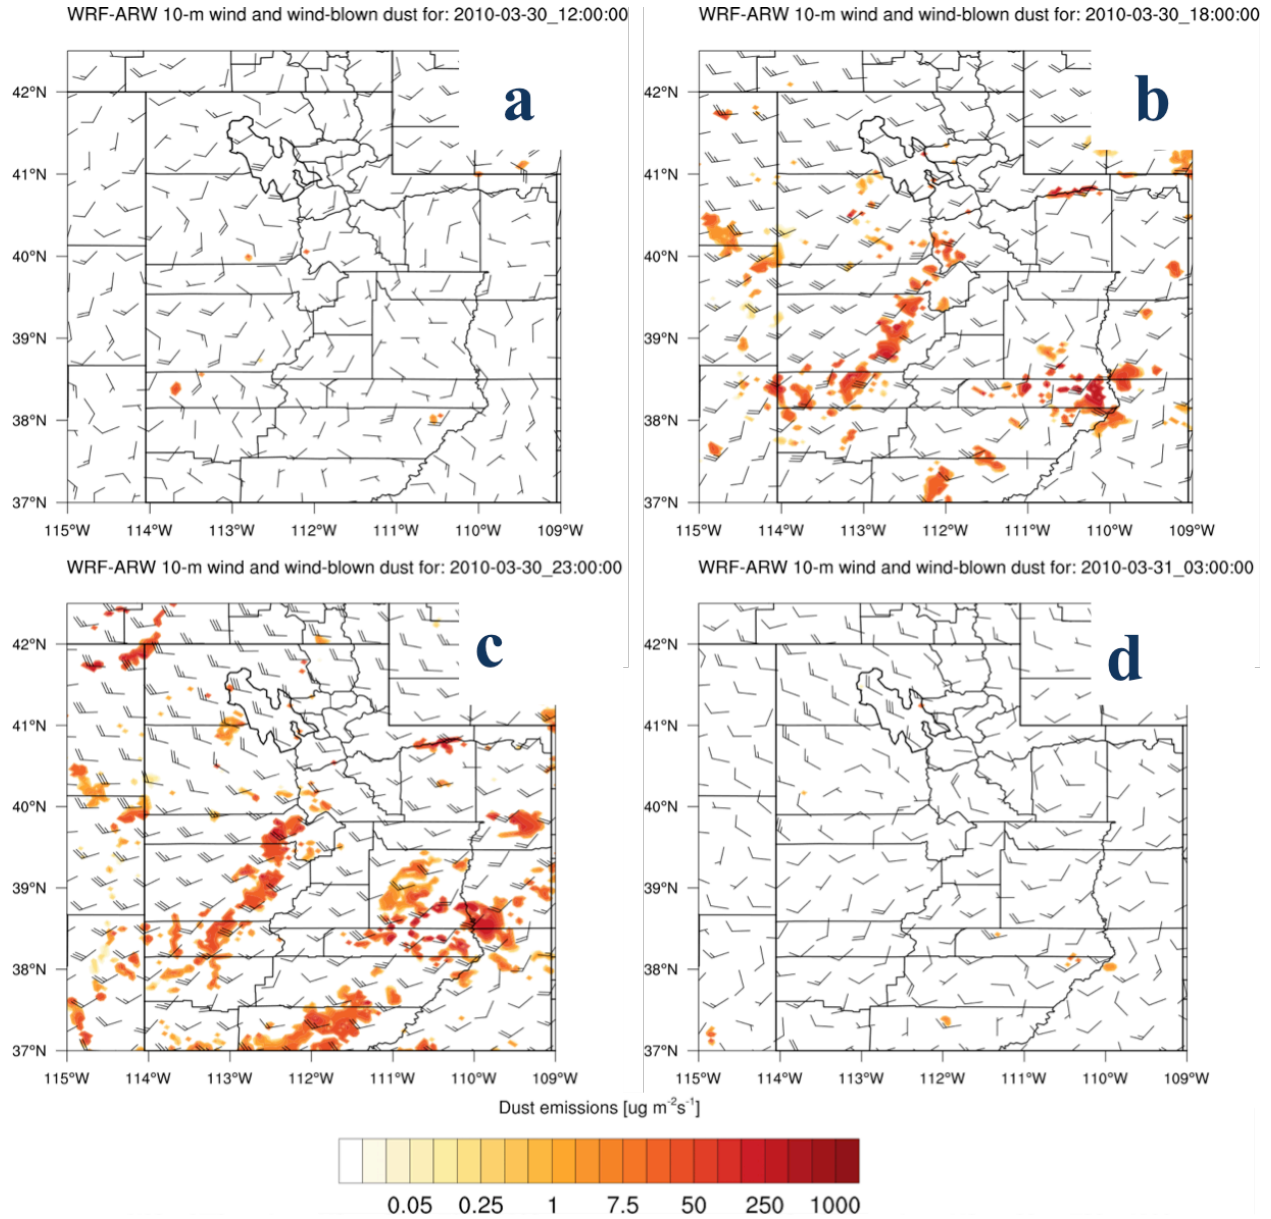 WRF-ARW 10-m wind and wind-blown dust for: 2010-03-30_12:00:00
a
42°N
41°N
40°N
39°N
38°N
37°N
115°W 114°W 113°W 112°W 111°W 110°W 109°W
WRF-ARW 10-m wind and wind-blown dust for: 2010-03-30_18:00:00
b
42°N
41°N
40°N
39°N
38°N
37°N
115°W 114°W 113°W 112°W 111°W 110°W 109°W
WRF-ARW 10-m wind and wind-blown dust for: 2010-03-30_23:00:00
c
42°N
41°N
40°N
39°N
38°N
37°N
115°W 114°W 113°W 112°W 111°W 110°W 109°W
WRF-ARW 10-m wind and wind-blown dust for: 2010-03-31_03:00:00
d
42°N
41°N
40°N
39°N
38°N
37°N
115°W 114°W 113°W 112°W 111°W 110°W 109°W
Dust emissions [ug m⁻²s⁻¹]
0.05 0.25 1 7.5 50 250 1000